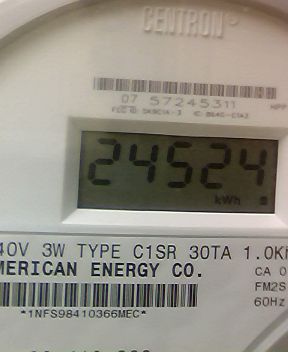 CENTRON
07 57245311
24524
kWh
40V 3W TYPE C1SR 30TA 1.0K
MERICAN ENERGY CO.
CA 0
FM2S
60Hz
*1NFS98410366MEC*